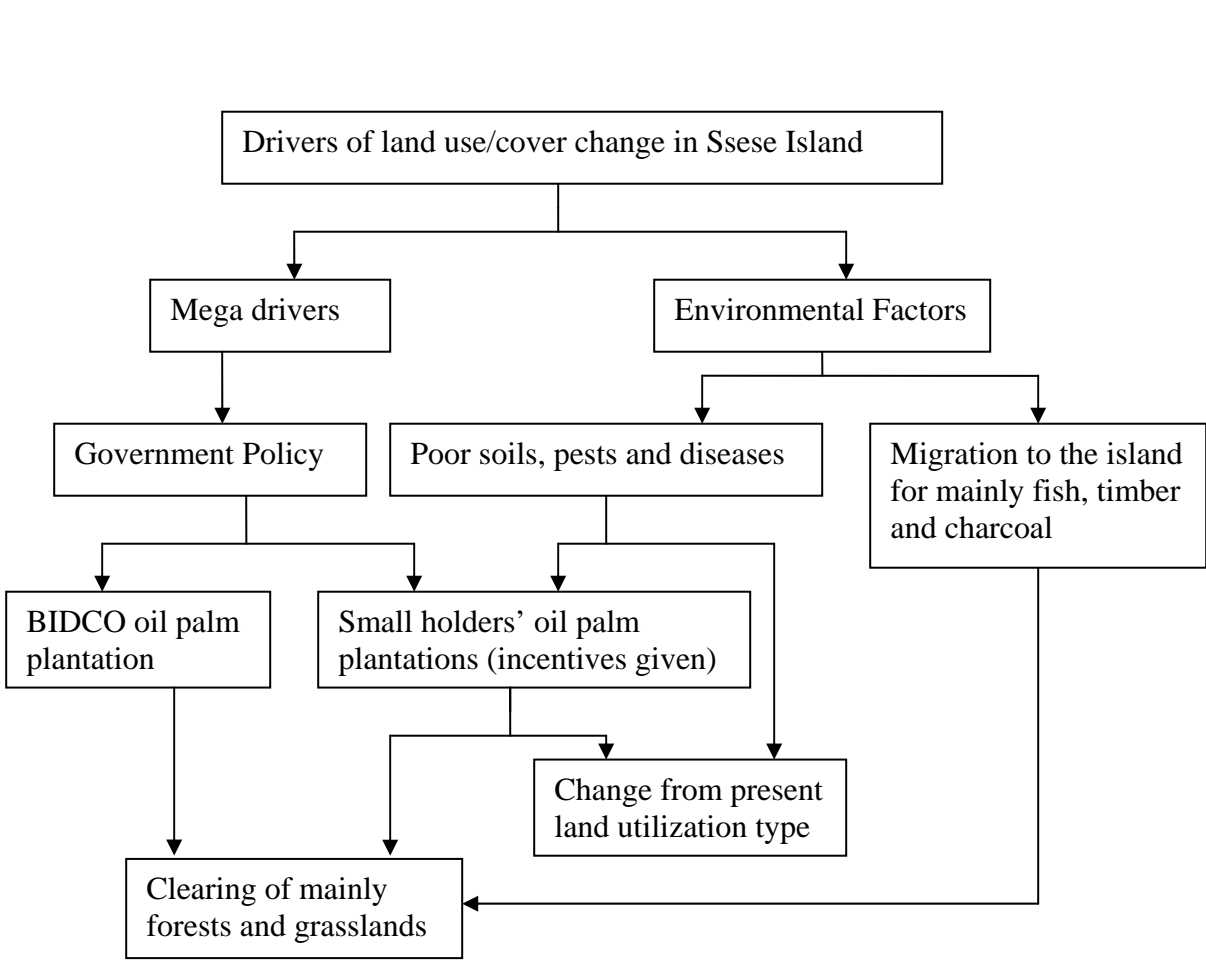 Drivers of land use/cover change in Ssese Island
Mega drivers
Environmental Factors
Government Policy
Poor soils, pests and diseases
Migration to the island
for mainly fish, timber
and charcoal
BIDCO oil palm
plantation
Small holders’ oil palm
plantations (incentives given)
Change from present
land utilization type
Clearing of mainly
forests and grasslands